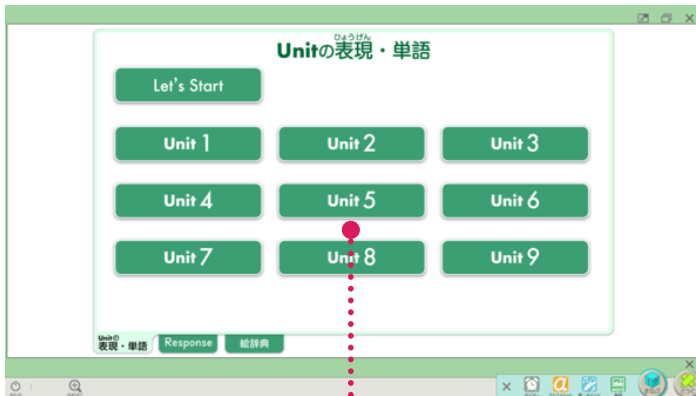 ひょうげん
Unitの表現・単語
Let's Start
Unit 1
Unit 2
Unit 3
Unit 4
Unit 5
Unit 6
Unit 7
Unit 8
Unit 9
Unitの
表現・単語
Response
絵辞典